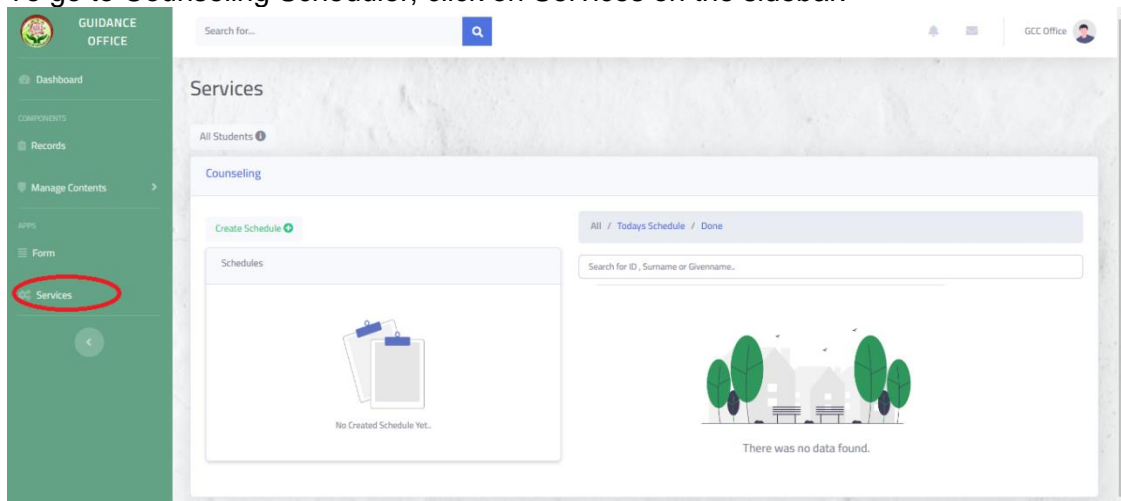 To go to Counseling Scheduler, click on Services on the sidebar.
GUIDANCE
OFFICE
Search for...
GCC Office
Dashboard
COMPONENTS
Records
Manage Contents
APPS
Form
Services
Services
All Students
Counseling
Create Schedule
Schedules
No Created Schedule Yet..
All / Todays Schedule / Done
Search for ID , Surname or Givenname..
There was no data found.